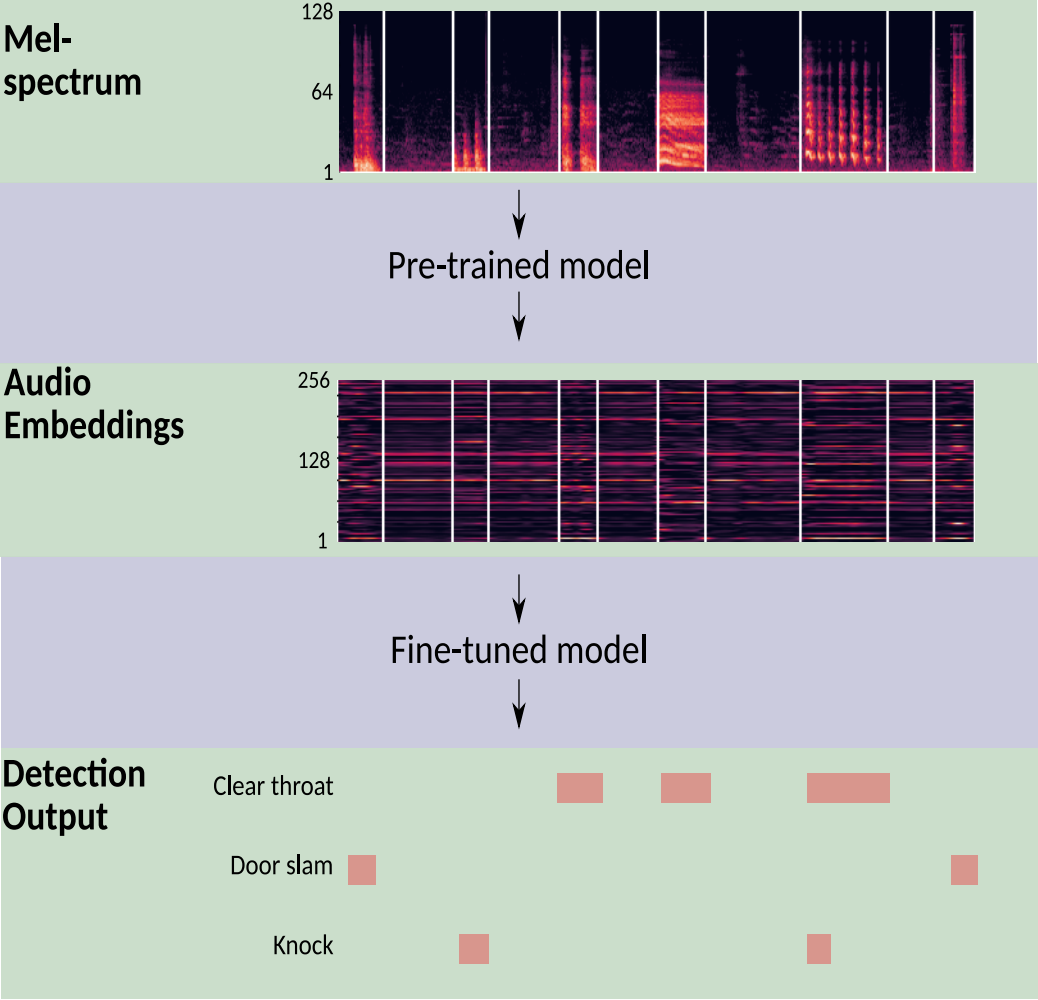 Mel-
spectrum
128
64
1
Pre-trained model
Audio
Embeddings
256
128
1
Fine-tuned model
Detection
Output
Clear throat
Door slam
Knock